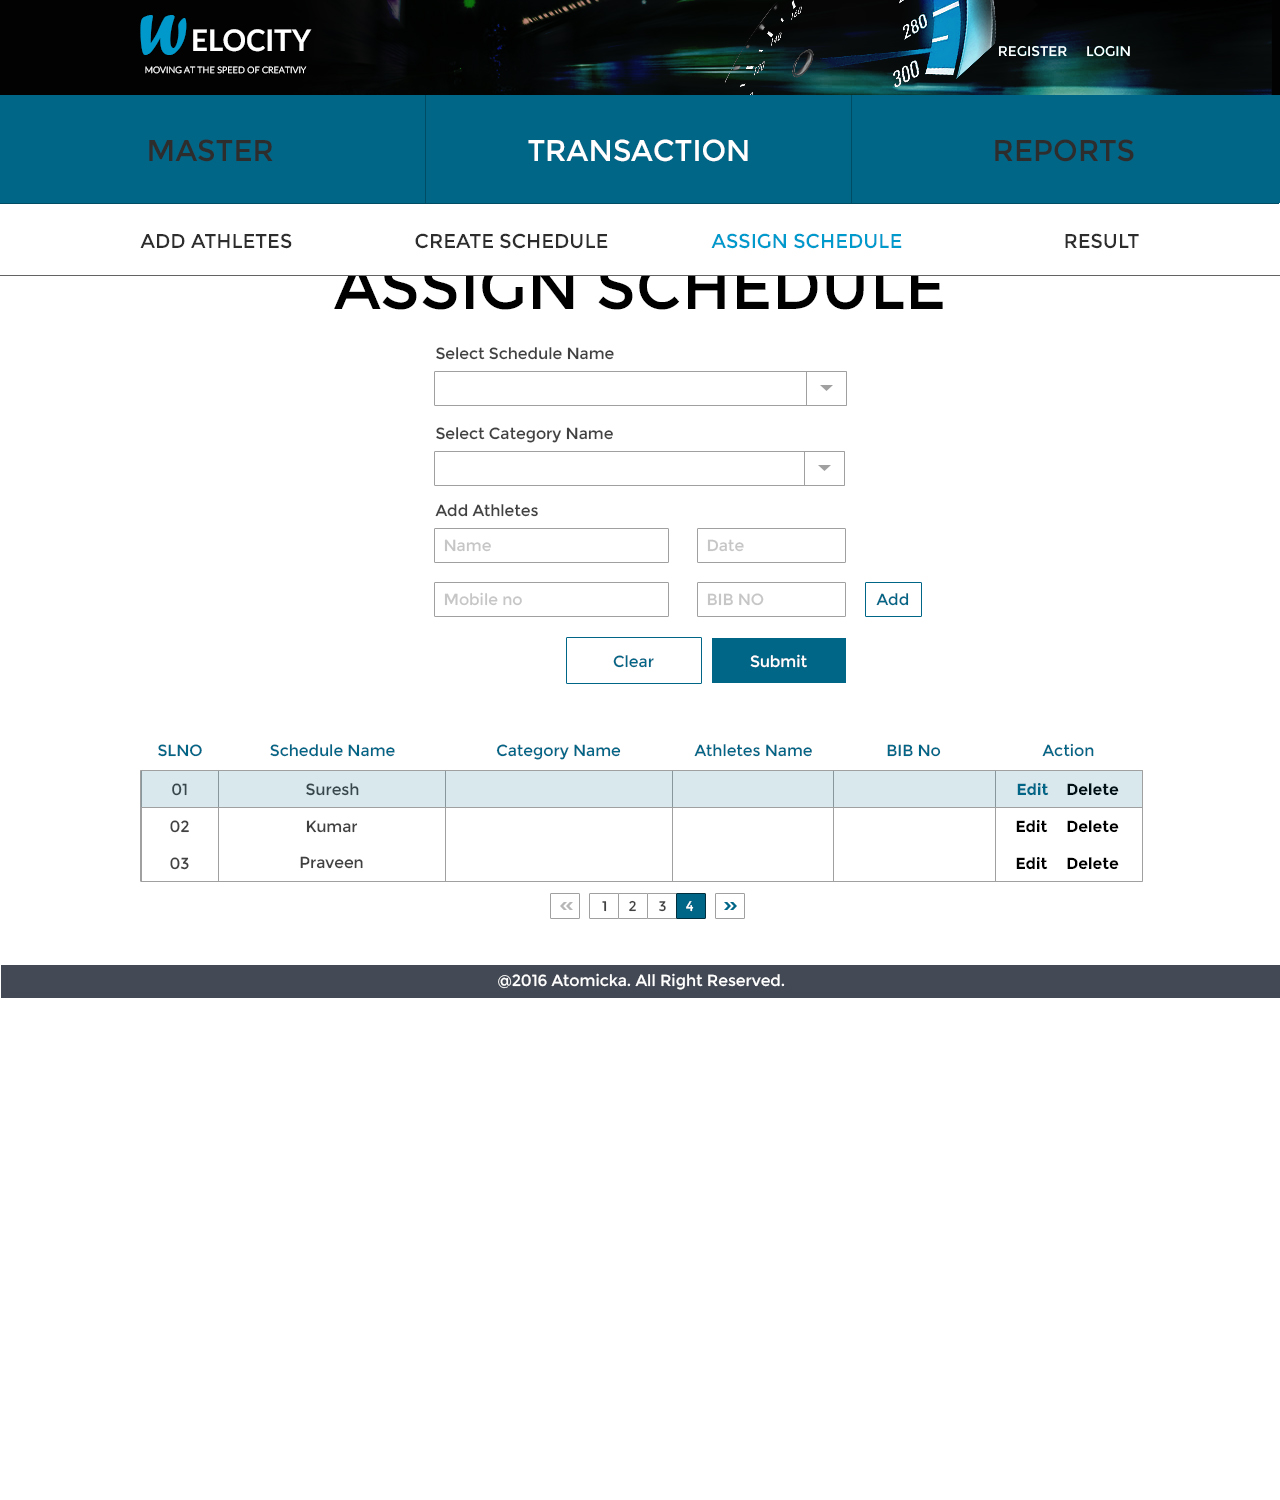 WELOCITY
MOVING AT THE SPEED OF CREATIVIY
160
140
120
280
300
REGISTER LOGIN
MASTER TRANSACTION REPORTS
ADD ATHLETES CREATE SCHEDULE ASSIGN SCHEDULE RESULT
ASSIGN SCHEDULE
Select Schedule Name
Select Category Name
Add Athletes
Name Date
Mobile no BIB NO Add
Clear Submit
SLNO Schedule Name Category Name Athletes Name BIB No Action
01 Suresh Edit Delete
02 Kumar Edit Delete
03 Praveen Edit Delete
« 1 2 3 4 »
@2016 Atomicka. All Right Reserved.